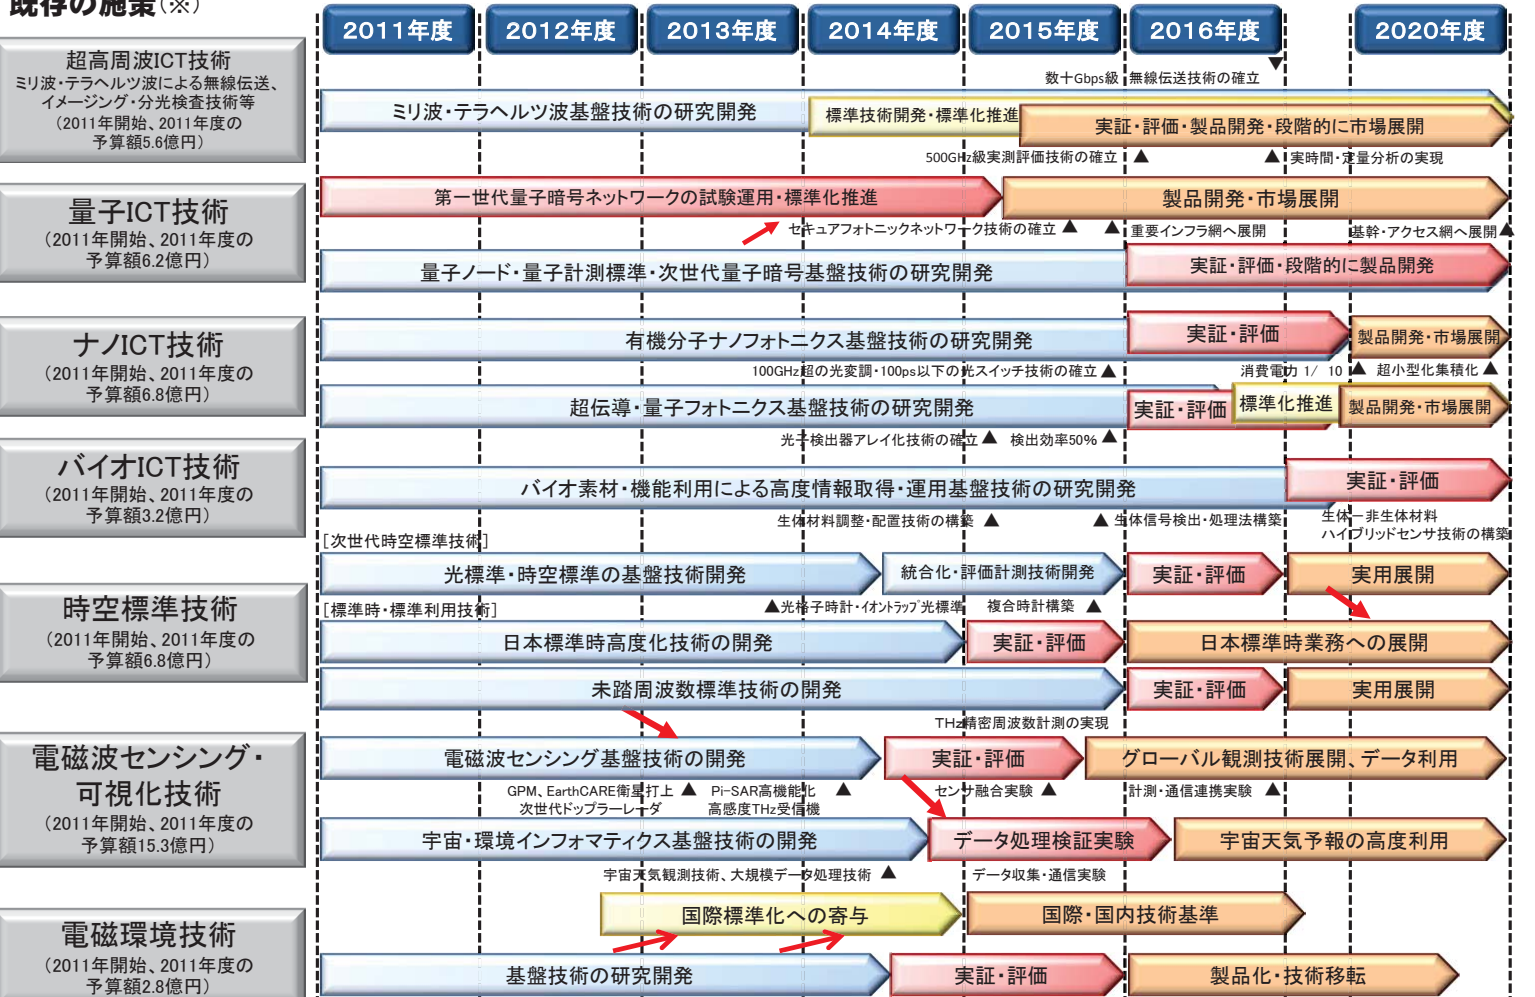 既存の施策(※)
2011年度
2012年度
2013年度
2014年度
2015年度
2016年度
2020年度
超高周波ICT技術
ミリ波・テラヘルツ波による無線伝送、
イメージング・分光検査技術等
(2011年開始、2011年度の
予算額5.6億円)
数十Gbps級 無線伝送技術の確立 ▼
ミリ波・テラヘルツ波基盤技術の研究開発
標準技術開発・標準化推進
実証・評価・製品開発・段階的に市場展開
500GHz級実測評価技術の確立 ▲
▲ 実時間・定量分析の実現
量子ICT技術
(2011年開始、2011年度の
予算額6.2億円)
第一世代量子暗号ネットワークの試験運用・標準化推進
製品開発・市場展開
セキュアフォトニックネットワーク技術の確立 ▲
▲ 重要インフラ網へ展開
基幹・アクセス網へ展開▲
量子ノード・量子計測標準・次世代量子暗号基盤技術の研究開発
実証・評価・段階的に製品開発
ナノICT技術
(2011年開始、2011年度の
予算額6.8億円)
有機分子ナノフォトニクス基盤技術の研究開発
実証・評価
製品開発・市場展開
100GHz超の光変調・100ps以下の光スイッチ技術の確立 ▲
消費電力 1/ 10 ▲
超小型化集積化 ▲
超伝導・量子フォトニクス基盤技術の研究開発
実証・評価
標準化推進
製品開発・市場展開
光子検出器アレイ化技術の確立 ▲
検出効率50% ▲
バイオICT技術
(2011年開始、2011年度の
予算額3.2億円)
バイオ素材・機能利用による高度情報取得・運用基盤技術の研究開発
実証・評価
生体材料調整・配置技術の構築 ▲
▲ 生体信号検出・処理法構築
生体ー非生体材料
ハイブリッドセンサ技術の構築
時空標準技術
(2011年開始、2011年度の
予算額6.8億円)
[次世代時空標準技術]
光標準・時空標準の基盤技術開発
統合化・評価計測技術開発
実証・評価
実用展開
▲光格子時計・イオントラップ光標準
複合時計構築 ▲
[標準時・標準利用技術]
日本標準時高度化技術の開発
実証・評価
日本標準時業務への展開
未踏周波数標準技術の開発
実証・評価
実用展開
THz精密周波数計測の実現
電磁波センシング・
可視化技術
(2011年開始、2011年度の
予算額15.3億円)
電磁波センシング基盤技術の開発
実証・評価
グローバル観測技術展開、データ利用
GPM、EarthCARE衛星打上 ▲
次世代ドップラーレーダ
Pi-SAR高機能化 ▲
高感度THz受信機
センサ融合実験 ▲
計測・通信連携実験 ▲
宇宙・環境インフォマティクス基盤技術の開発
データ処理検証実験
宇宙天気予報の高度利用
宇宙天気観測技術、大規模データ処理技術 ▲
データ収集・通信実験
電磁環境技術
(2011年開始、2011年度の
予算額2.8億円)
国際標準化への寄与
国際・国内技術基準
基盤技術の研究開発
実証・評価
製品化・技術移転